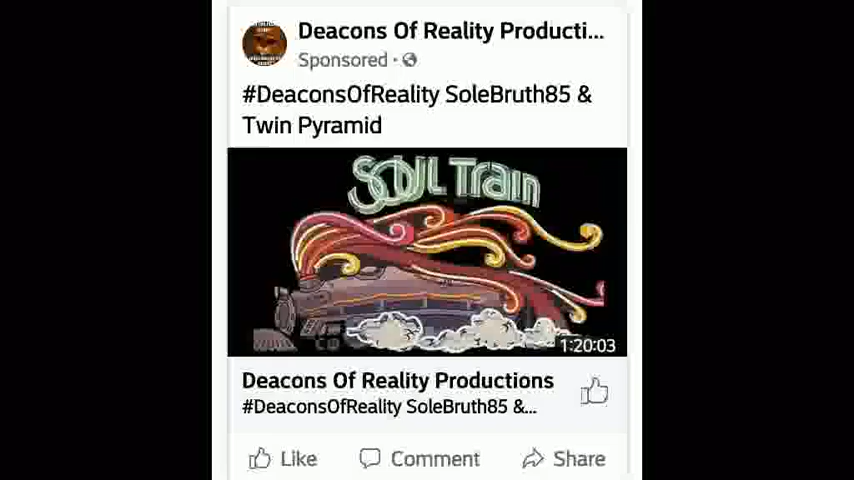 Deacons Of Reality Producti...
Sponsored ·
#DeaconsOfReality SoleBruth85 &
Twin Pyramid
SOUL Train
1:20:03
Deacons Of Reality Productions
#DeaconsOfReality SoleBruth85 &...
Like Comment Share